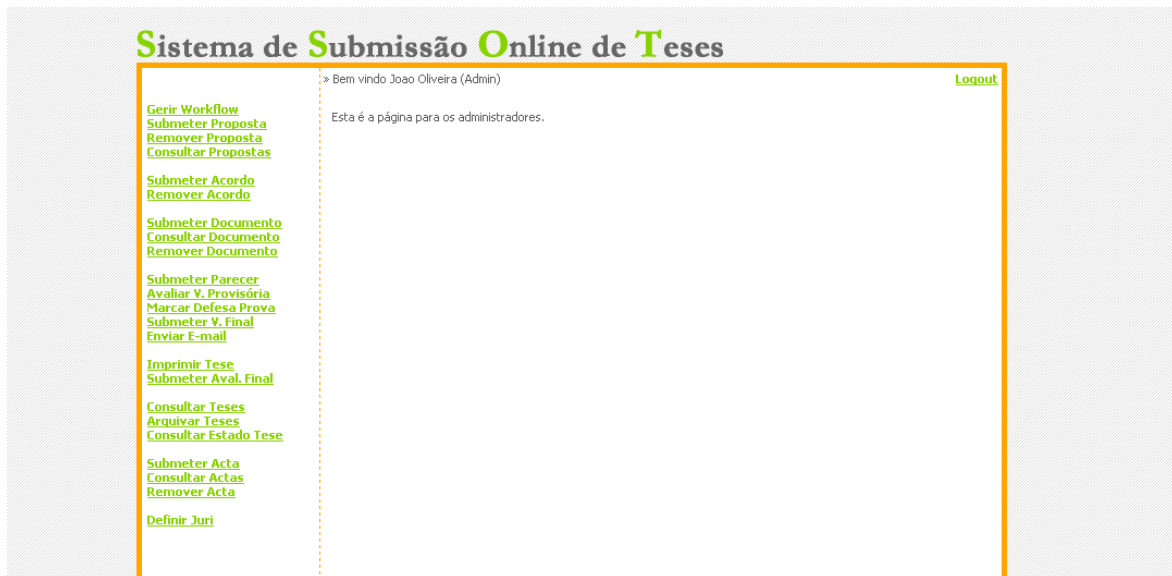 Sistema de Submissão Online de Teses
» Bem vindo Joao Oliveira (Admin)
Logout
Gerir Workflow
Submeter Proposta
Remover Proposta
Consultar Propostas
Submeter Acordo
Remover Acordo
Submeter Documento
Consultar Documento
Remover Documento
Submeter Parecer
Avaliar V. Provisória
Marcar Defesa Prova
Submeter V. Final
Enviar E-mail
Imprimir Tese
Submeter Aval. Final
Consultar Teses
Arquivar Teses
Consultar Estado Tese
Submeter Acta
Consultar Actas
Remover Acta
Definir Juri
Esta é a página para os administradores.